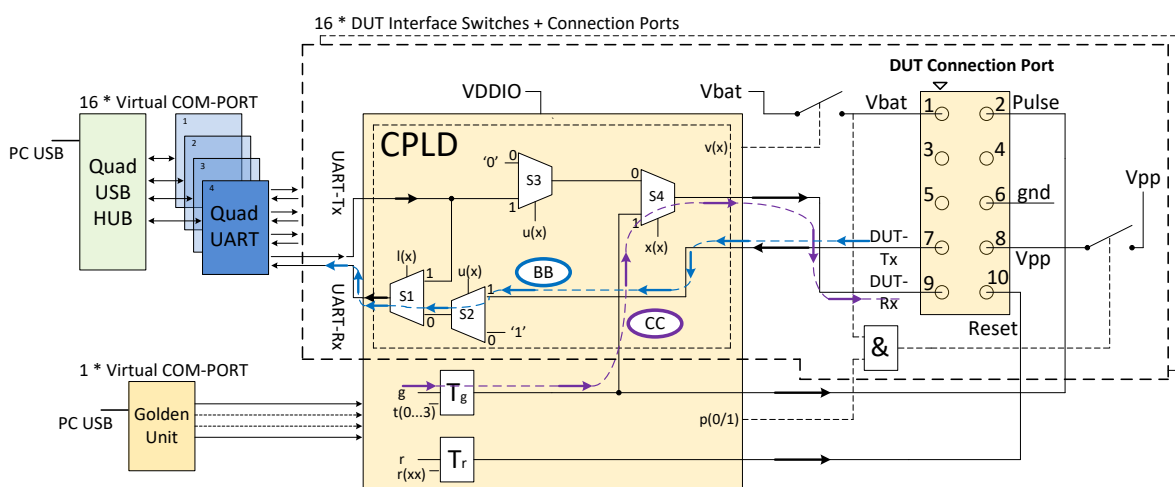 16 * DUT Interface Switches + Connection Ports
DUT Connection Port
16 * Virtual COM-PORT
VDDIO
Vbat
Vbat
1
2
Pulse
1
2
3
4
PC USB
Quad
USB
HUB
Quad
UART
UART-Tx
UART-Rx
CPLD
'0'
0
1
S3
u(x)
0
1
S4
x(x)
v(x)
3
4
5
6
gnd
Vpp
l(x)
1
0
S1
u(x)
1
0
S2
'1'
BB
CC
DUT-
Tx
7
8
Vpp
DUT-
Rx
9
10
Reset
&
1 * Virtual COM-PORT
PC USB
Golden
Unit
g
t(0...3)
Tg
p(0/1)
r
r(xx)
Tr